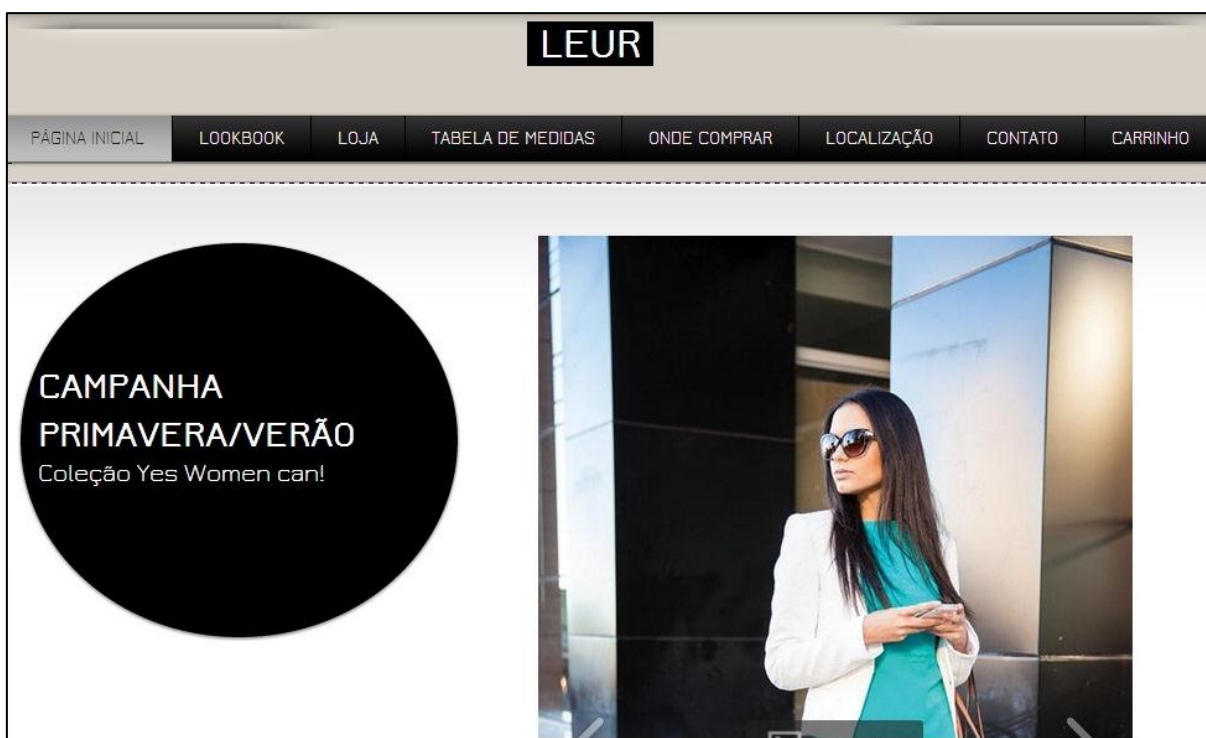 LEUR
PÁGINA INICIAL LOOKBOOK LOJA TABELA DE MEDIDAS ONDE COMPRAR LOCALIZAÇÃO CONTATO CARRINHO
CAMPANHA
PRIMAVERA/VERÃO
Coleção Yes Women can!